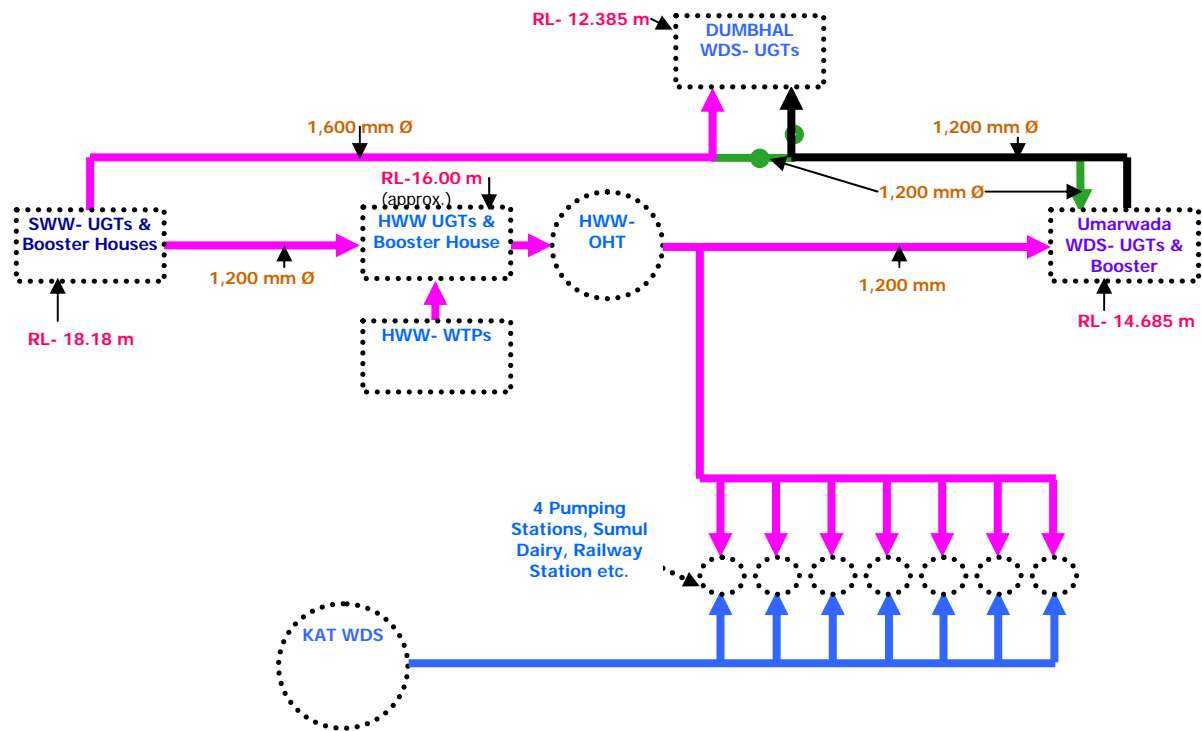 RL- 12.385 m
DUMBHAL
WDS- UGTs
1,600 mm Ø
1,200 mm Ø
RL-16.00 m
(approx.)
1,200 mm Ø
SWW- UGTs &
Booster Houses
HWW UGTs &
Booster House
HWW-
OHT
Umarwada
WDS- UGTs &
Booster
1,200 mm Ø
1,200 mm
RL- 18.18 m
HWW- WTPs
RL- 14.685 m
4 Pumping
Stations, Sumul
Dairy, Railway
Station etc.
KAT WDS